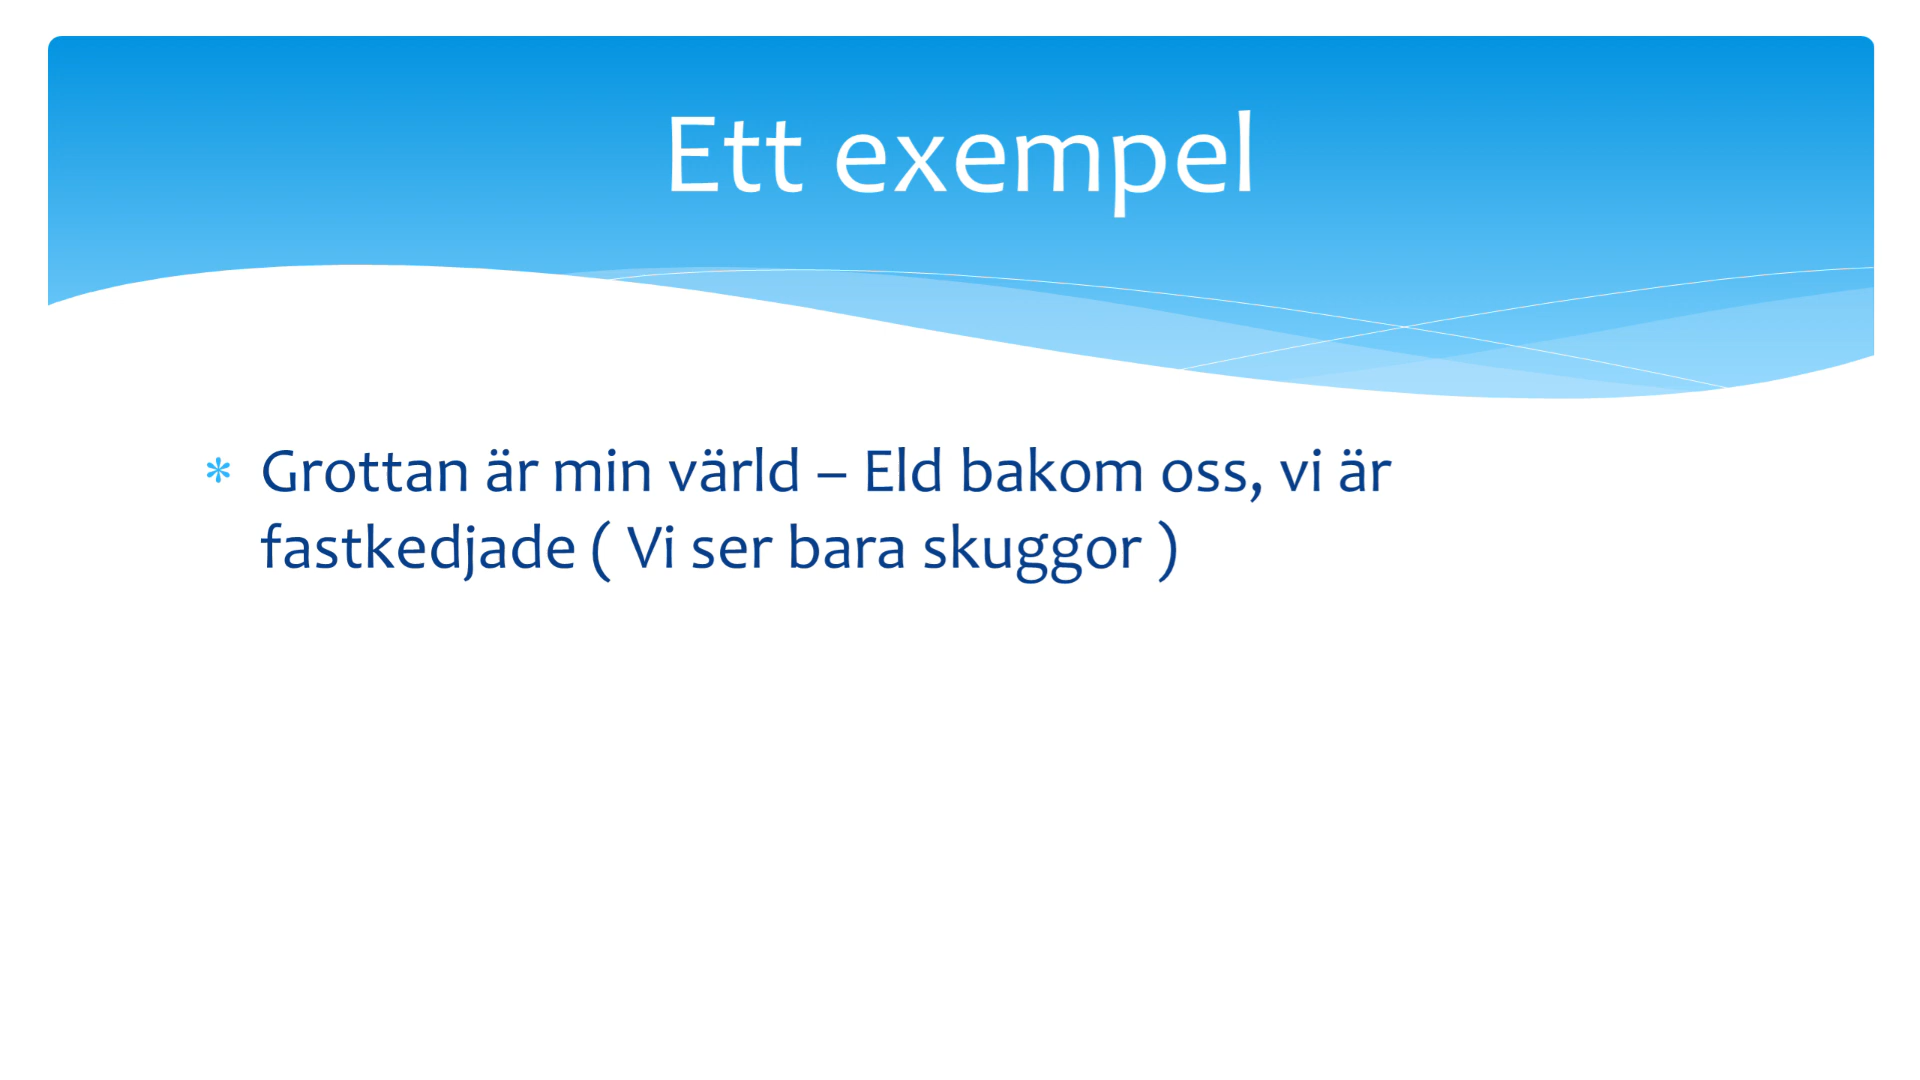 Ett exempel
* Grottan är min värld – Eld bakom oss, vi är
fastkedjade ( Vi ser bara skuggor )